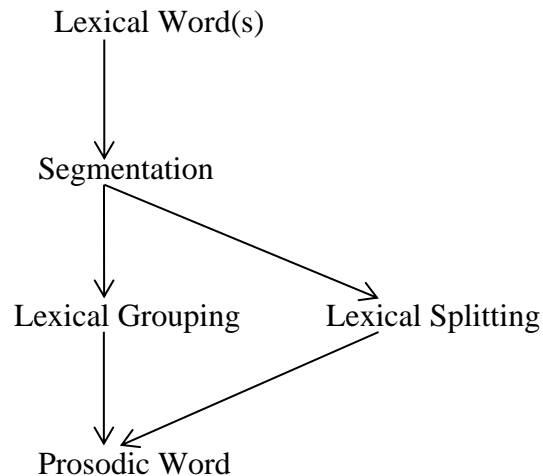 Lexical Word(s)
Segmentation
Lexical Grouping
Lexical Splitting
Prosodic Word